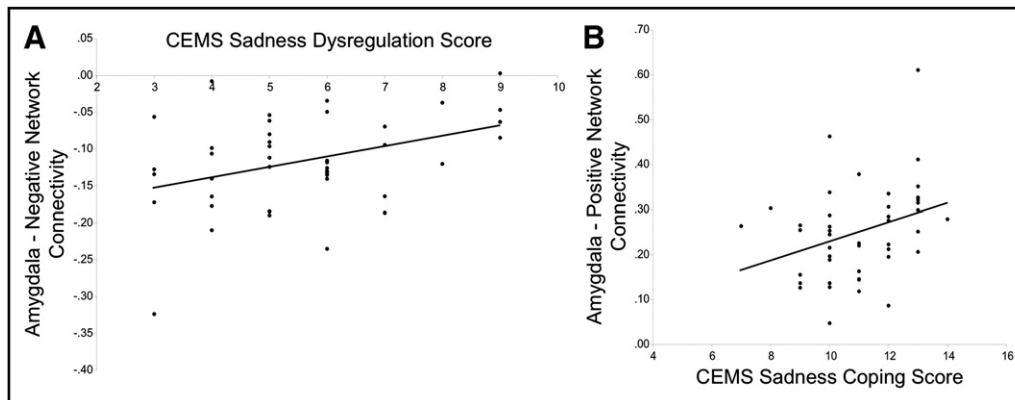 A
CEMS Sadness Dysregulation Score
.05
.00
-.05
-.10
-.15
-.20
-.25
-.30
-.35
-.40
2 3 4 5 6 7 8 9 10
Amygdala - Negative Network
Connectivity
B
.70
.60
.50
.40
.30
.20
.10
.00
4 6 8 10 12 14 16
Amygdala - Positive Network
Connectivity
CEMS Sadness Coping Score